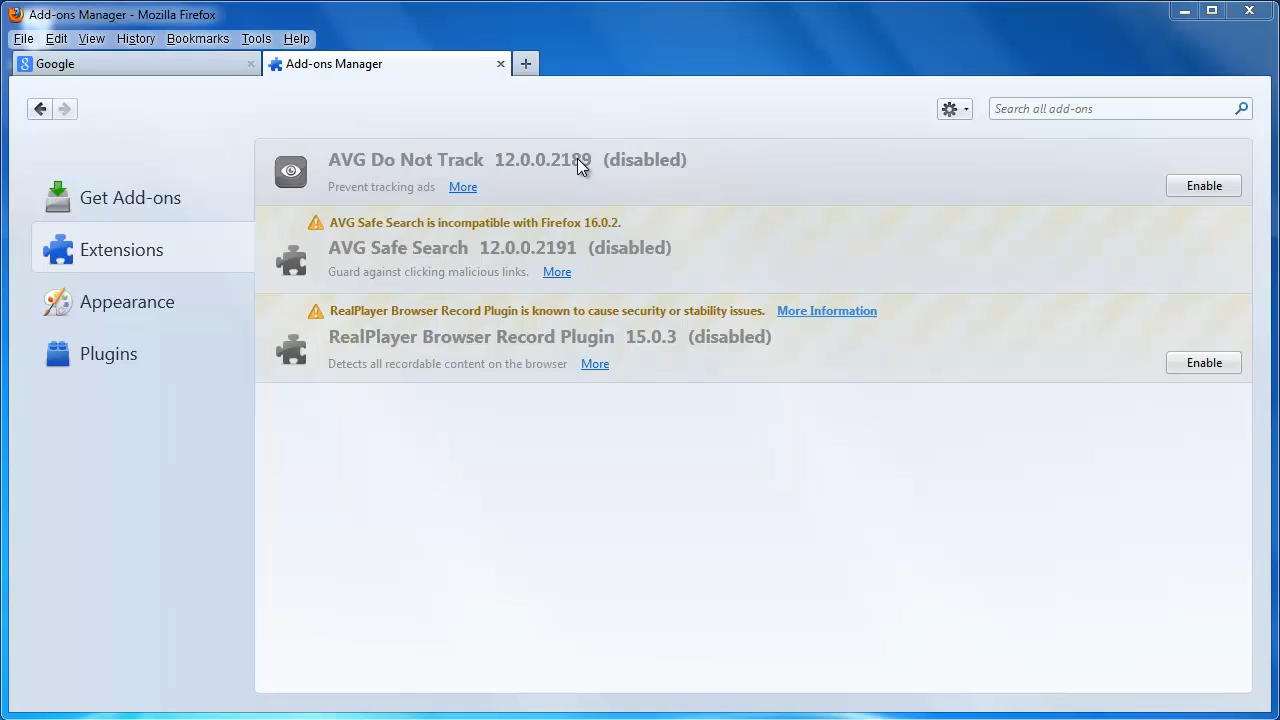 Add-ons Manager - Mozilla Firefox
File Edit View History Bookmarks Tools Help
Google
Add-ons Manager
Search all add-ons
Get Add-ons
Extensions
Appearance
Plugins
AVG Do Not Track 12.0.0.2189 (disabled)
Prevent tracking ads More
Enable
AVG Safe Search is incompatible with Firefox 16.0.2.
AVG Safe Search 12.0.0.2191 (disabled)
Guard against clicking malicious links. More
RealPlayer Browser Record Plugin is known to cause security or stability issues. More Information
RealPlayer Browser Record Plugin 15.0.3 (disabled)
Detects all recordable content on the browser More
Enable